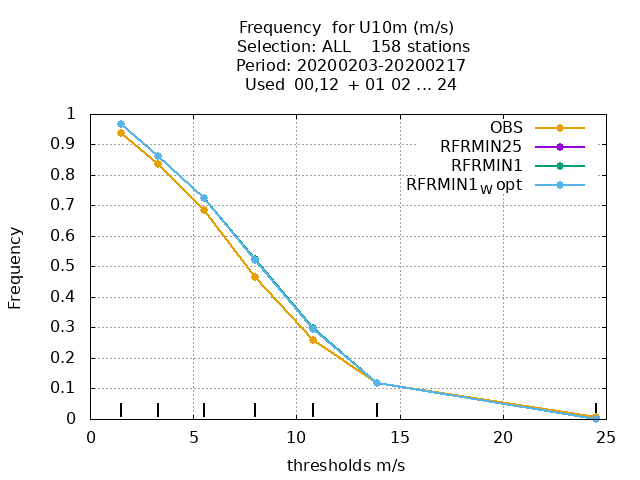 Frequency  for U10m (m/s)
Selection: ALL    158 stations
Period: 20200203-20200217
Used  00,12  + 01 02 ... 24
OBS
RFRMIN25
RFRMIN1
RFRMIN1w opt
Frequency
1
0.9
0.8
0.7
0.6
0.5
0.4
0.3
0.2
0.1
0
0 5 10 15 20 25
thresholds m/s